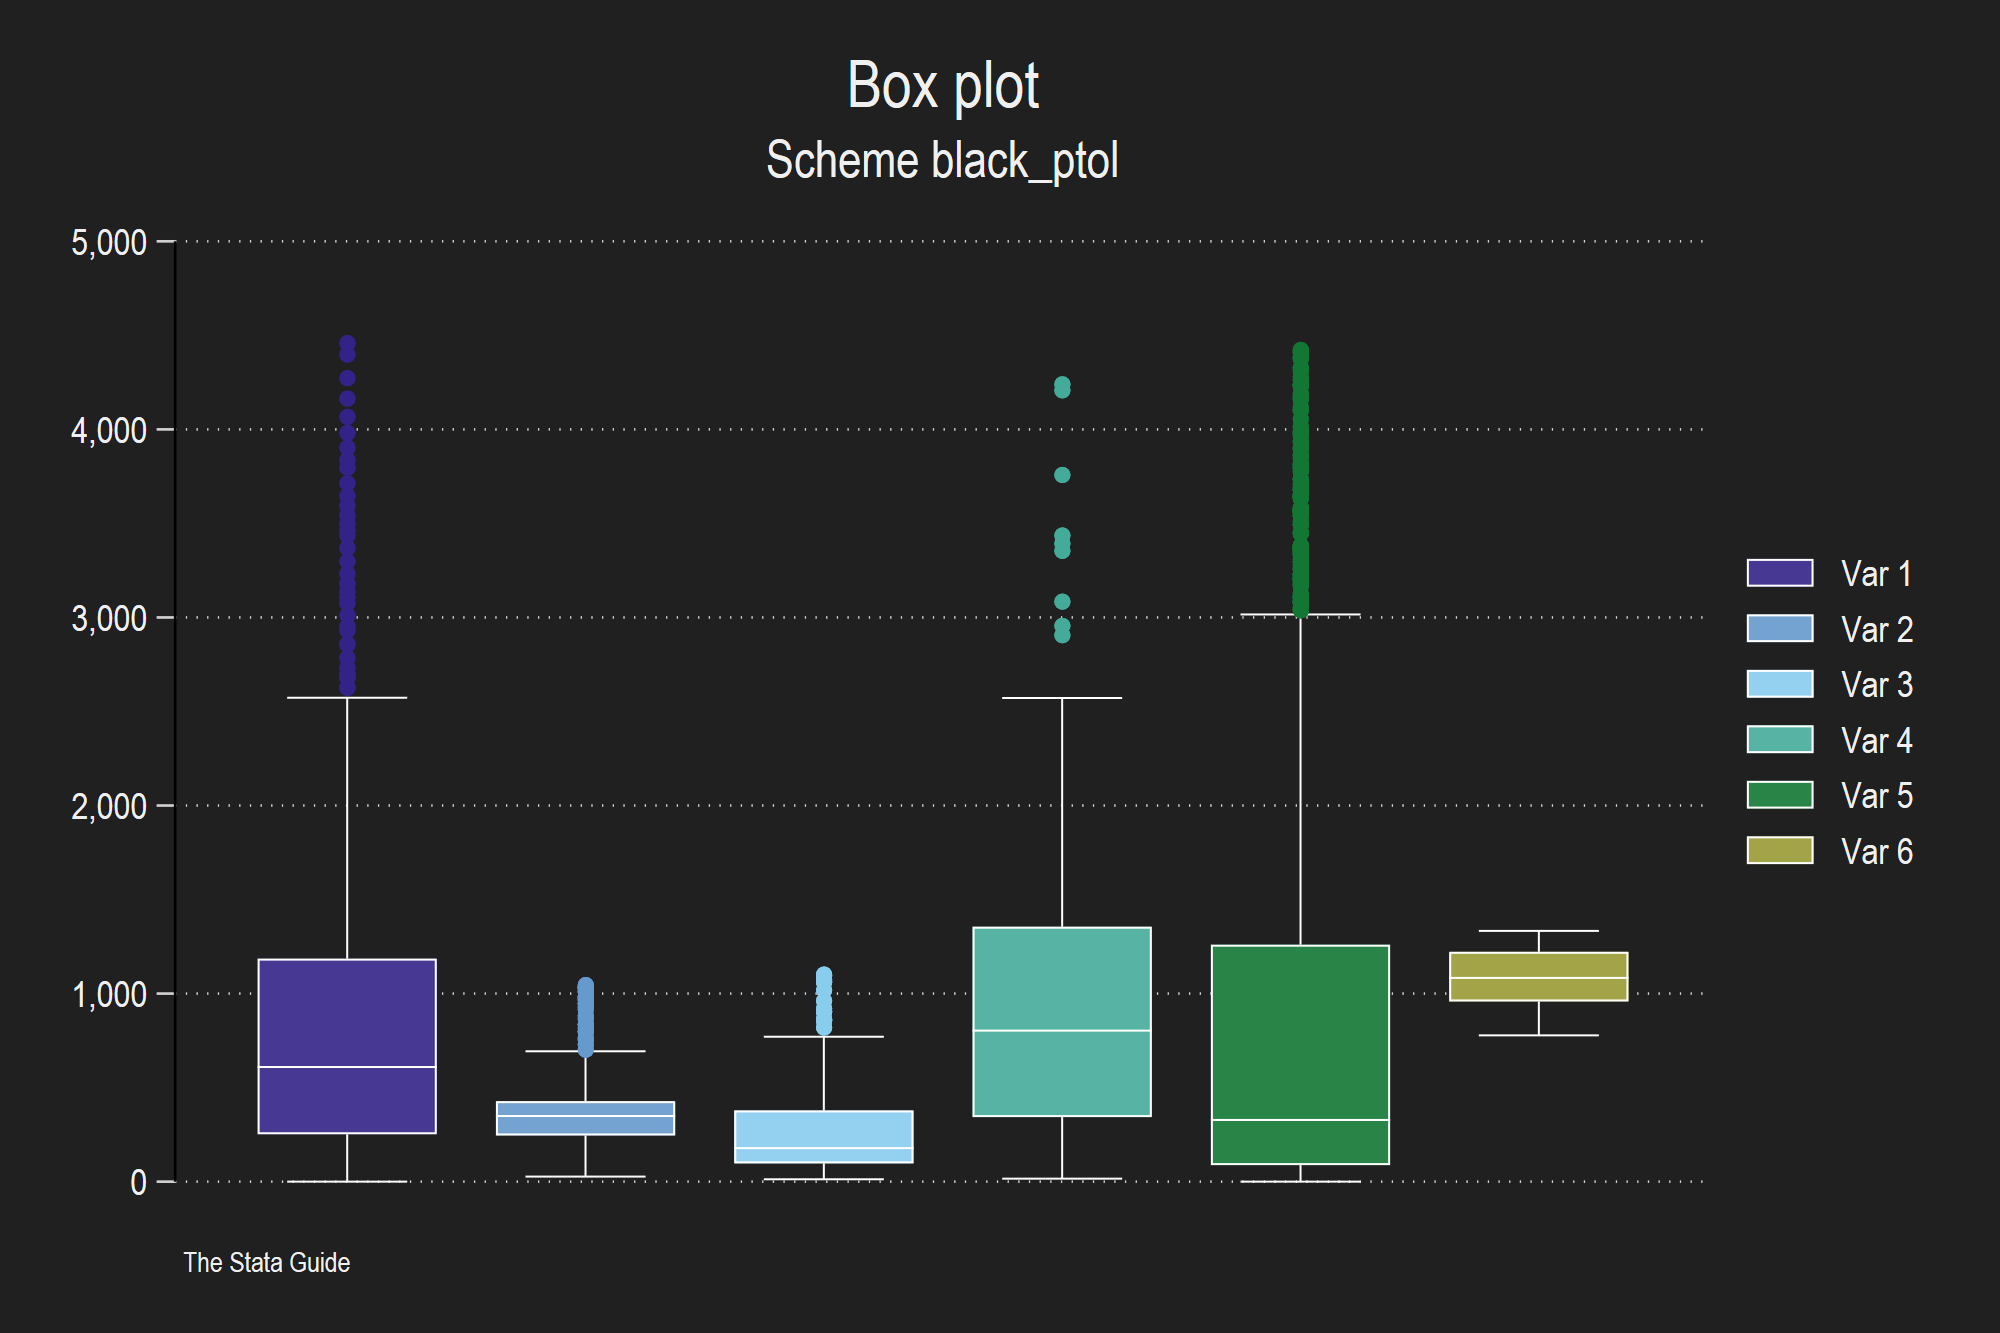 Box plot
Scheme black_ptol
5,000
4,000
3,000
2,000
1,000
0
Var 1
Var 2
Var 3
Var 4
Var 5
Var 6
The Stata Guide